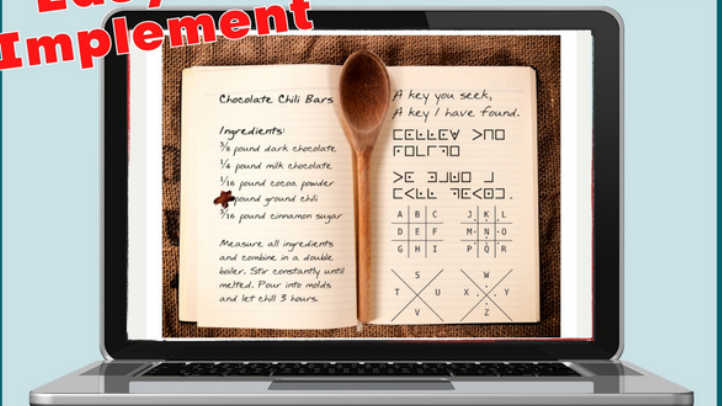 Easy
Implement
Chocolate Chili Bars
Ingredients:
3/8 pound dark chocolate
1/4 pound milk chocolate
1/16 pound cocoa powder
pound ground chili
3/16 pound cinnamon sugar
Measure all ingredients
and combine in a double
boiler. Stir constantly until
melted. Pour into molds
and let chill 3 hours.
A key you seek,
A key I have found.
A B C J K L
D E F M N O
G H I P Q R
S W
T U X Y
V Z